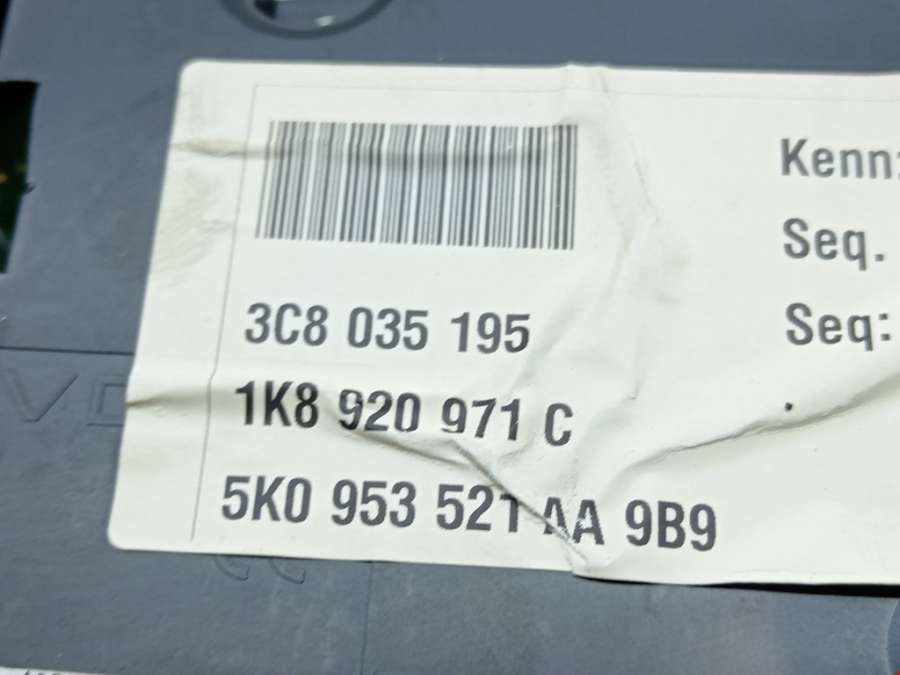 Kenn:
Seq.
Seq:
3C8 035 195
1K8 920 971 C
5K0 953 521 AA 9B9